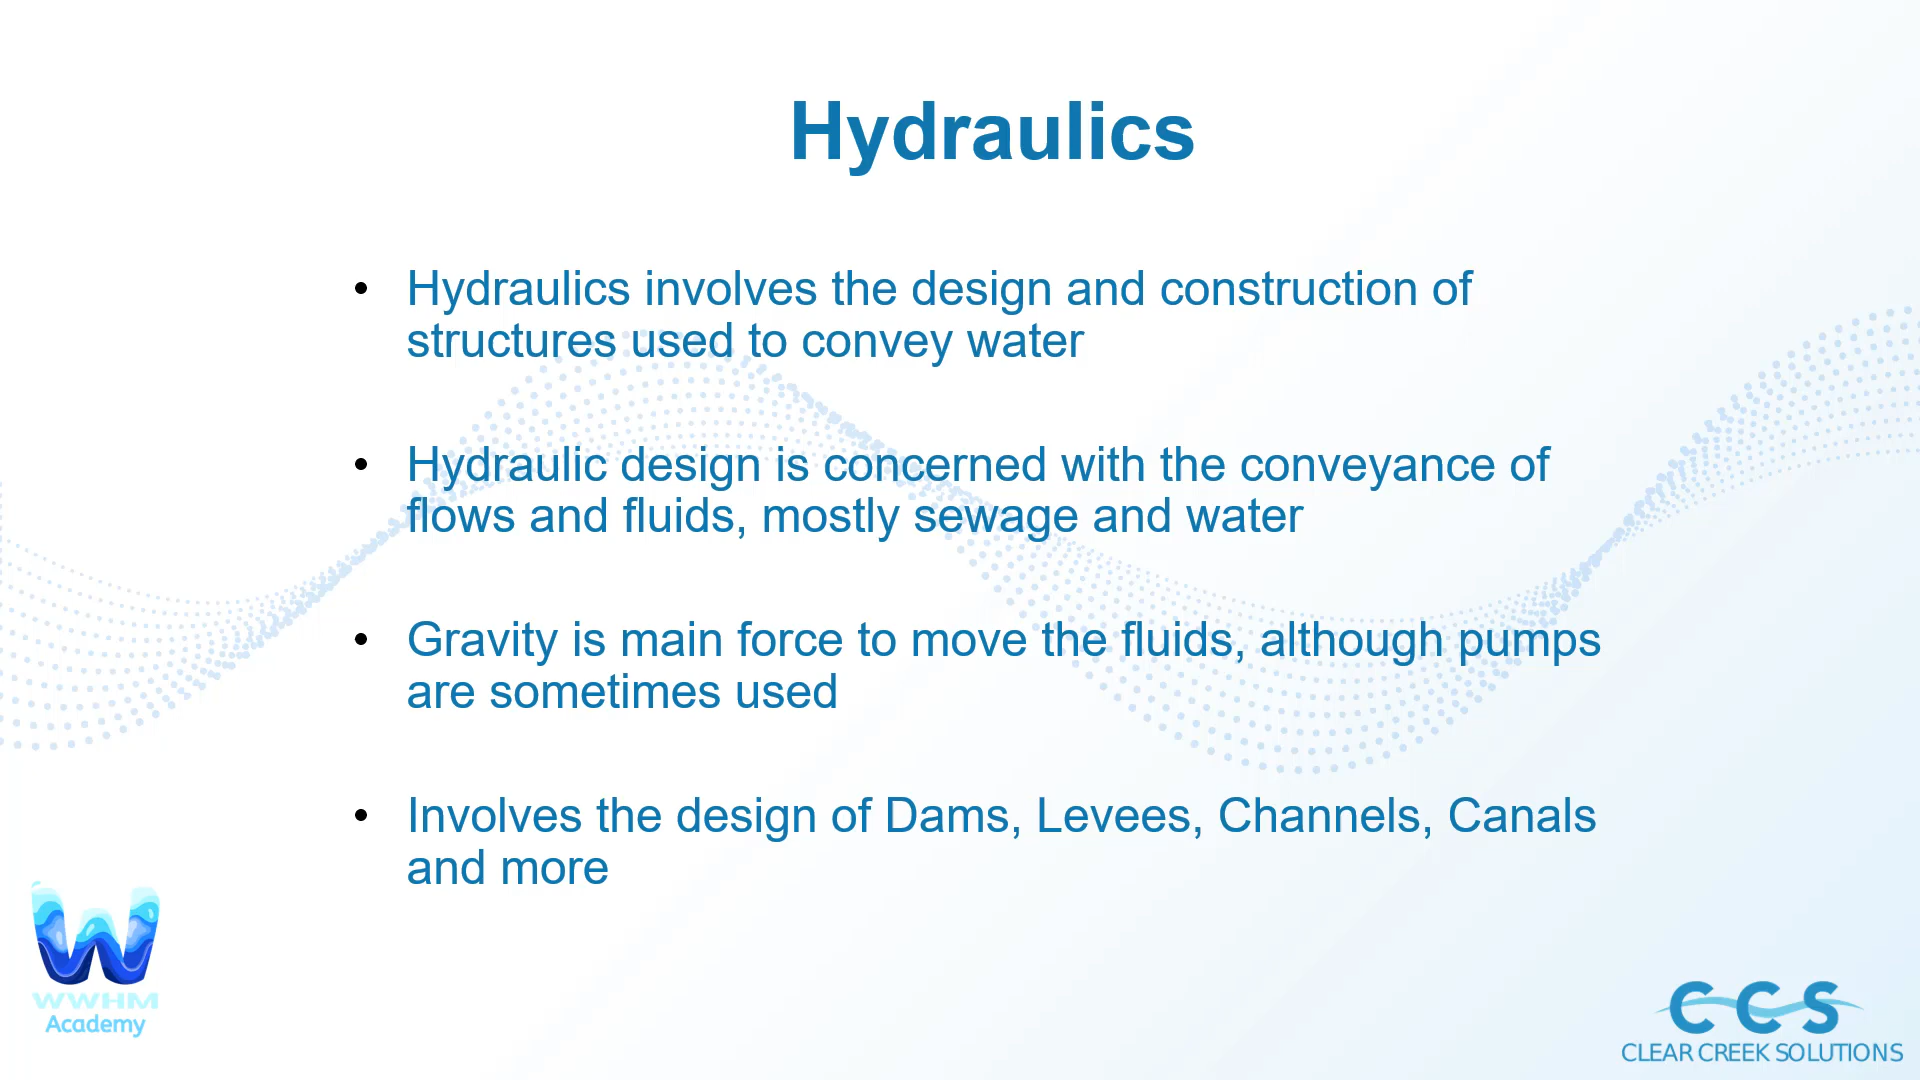 Hydraulics
• Hydraulics involves the design and construction of
structures used to convey water
• Hydraulic design is concerned with the conveyance of
flows and fluids, mostly sewage and water
• Gravity is main force to move the fluids, although pumps
are sometimes used
• Involves the design of Dams, Levees, Channels, Canals
and more
W
WWHM
Academy
CCS
CLEAR CREEK SOLUTIONS